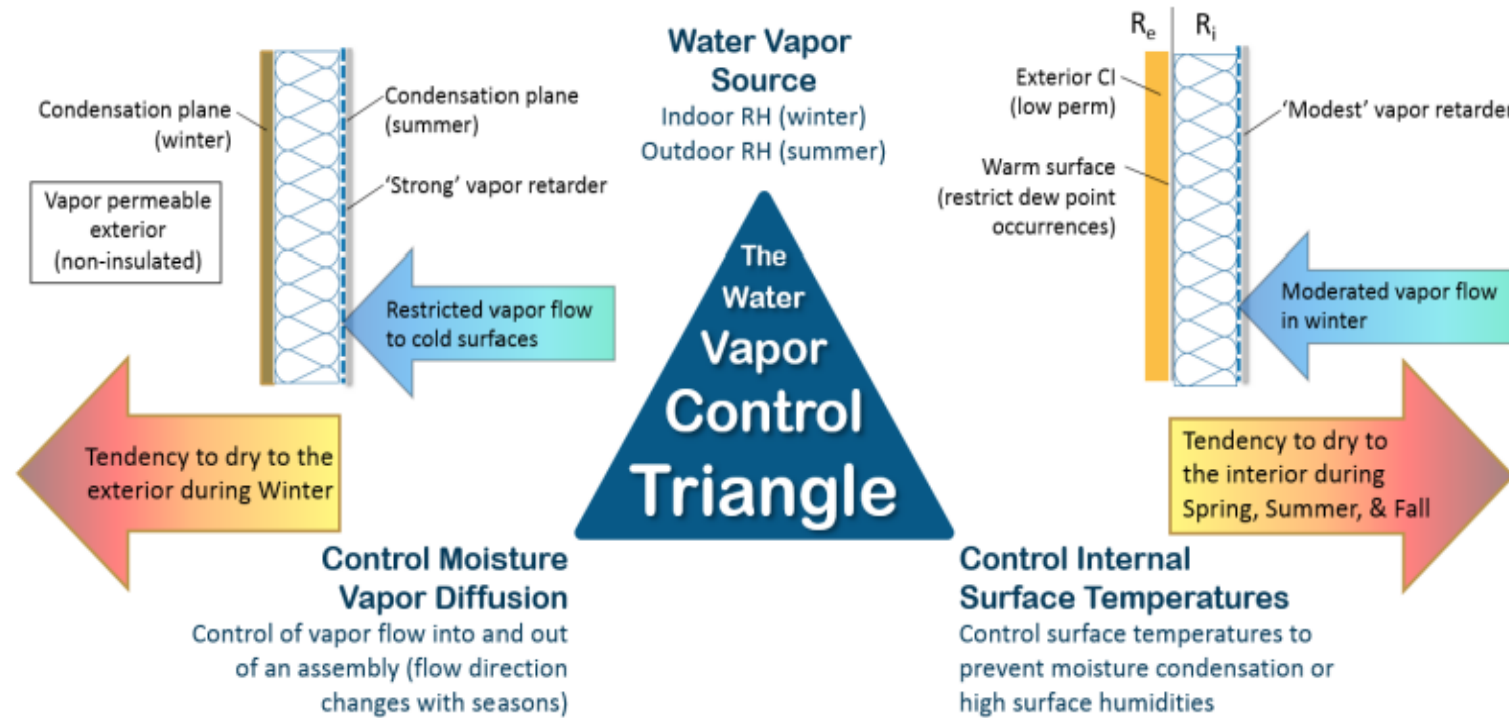 Condensation plane
(winter)
Vapor permeable
exterior
(non-insulated)
Condensation plane
(summer)
‘Strong’ vapor retarder
Restricted vapor flow
to cold surfaces
Tendency to dry to the
exterior during Winter
Water Vapor
Source
Indoor RH (winter)
Outdoor RH (summer)
The
Water
Vapor
Control
Triangle
Re
Ri
Exterior CI
(low perm)
Warm surface
(restrict dew point
occurrences)
‘Modest’ vapor retarder
Moderated vapor flow
in winter
Tendency to dry to
the interior during
Spring, Summer, & Fall
Control Moisture
Vapor Diffusion
Control of vapor flow into and out
of an assembly (flow direction
changes with seasons)
Control Internal
Surface Temperatures
Control surface temperatures to
prevent moisture condensation or
high surface humidities